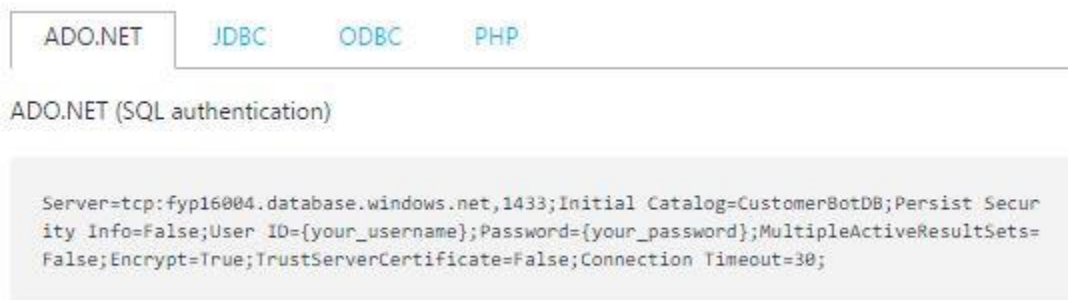 ADO.NET JDBC ODBC PHP
ADO.NET (SQL authentication)
Server=tcp:fyp16004.database.windows.net,1433;Initial Catalog=CustomerBotDB;Persist Secur
ity Info=False;User ID={your_username};Password={your_password};MultipleActiveResultSets=
False;Encrypt=True;TrustServerCertificate=False;Connection Timeout=30;